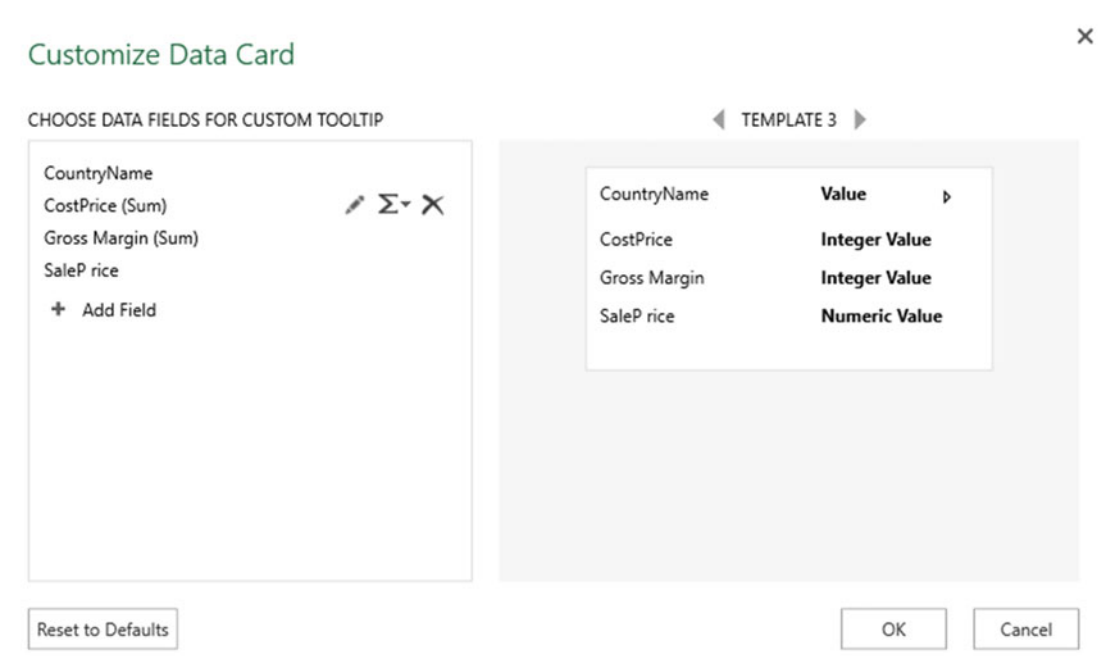 Customize Data Card
CHOOSE DATA FIELDS FOR CUSTOM TOOLTIP
CountryName
CostPrice (Sum)
Gross Margin (Sum)
SaleP rice
Add Field
TEMPLATE 3
CountryName Value
CostPrice Integer Value
Gross Margin Integer Value
SaleP rice Numeric Value
Reset to Defaults
OK
Cancel